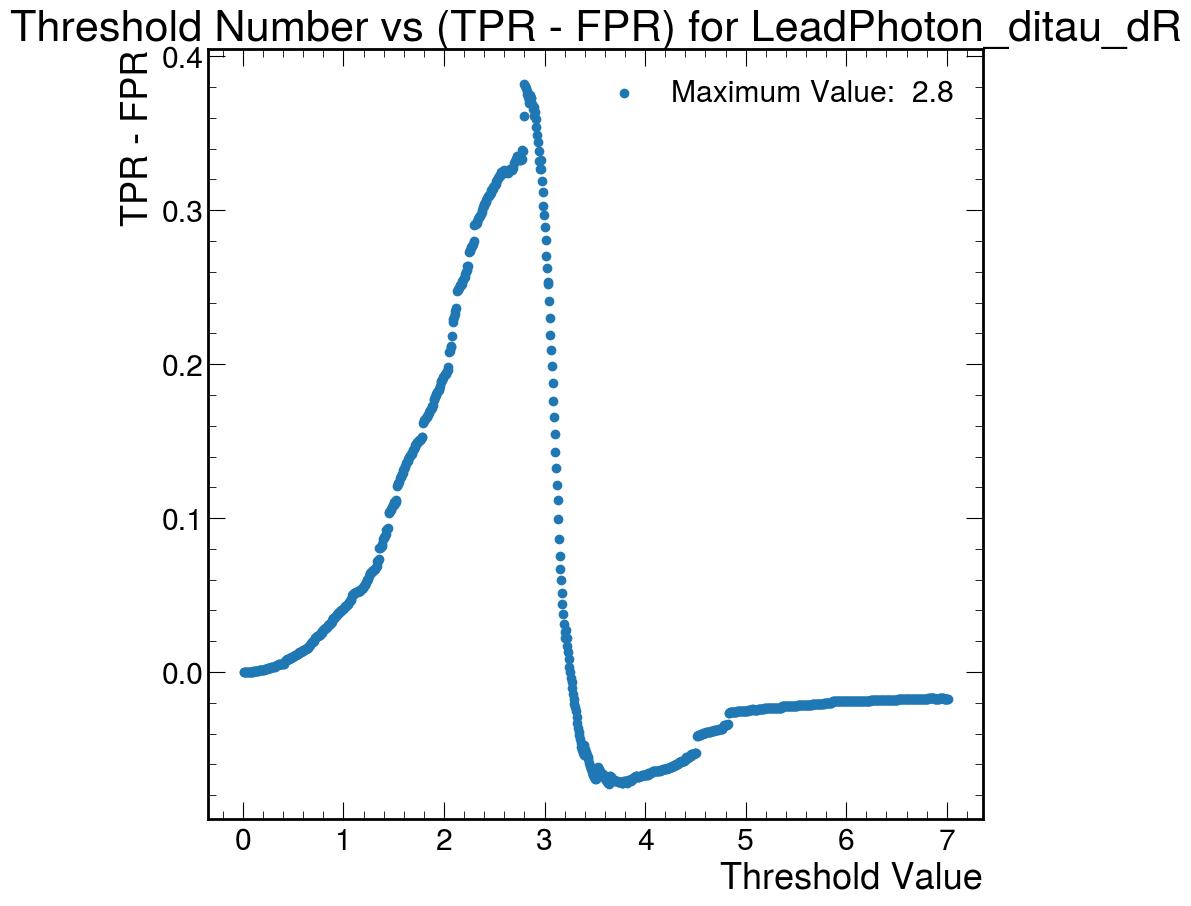 Threshold Number vs (TPR - FPR) for LeadPhoton_ditau_dR
TPR - FPR
Maximum Value: 2.8
0.4
0.3
0.2
0.1
0.0
0 1 2 3 4 5 6 7
Threshold Value